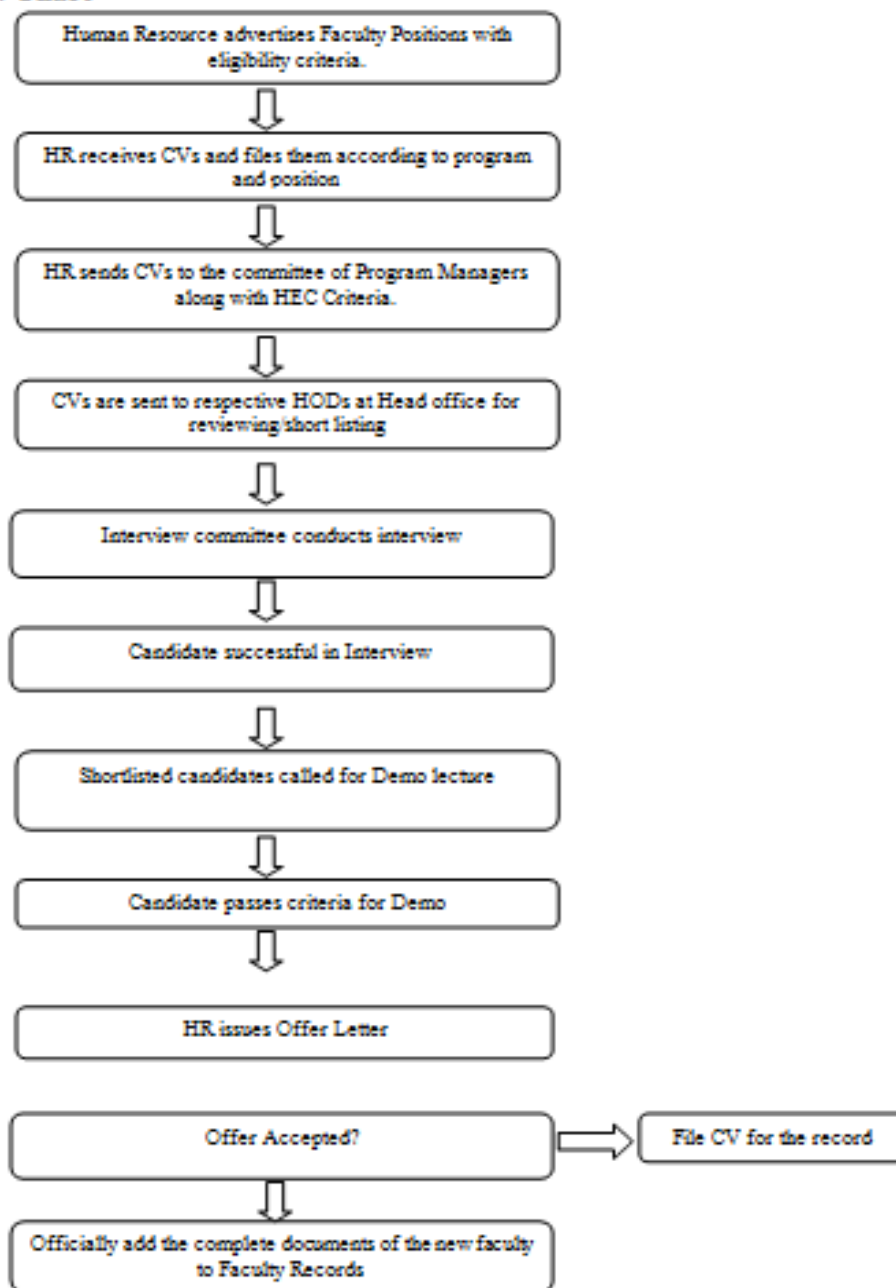 Human Resource advertises Faculty Positions with
eligibility criteria.
HR receives CVs and files them according to program
and position
HR sends CVs to the committee of Program Managers
along with HEC Criteria.
CVs are sent to respective HODs at Head office for
reviewing/short listing
Interview committee conducts interview
Candidate successful in Interview
Shortlisted candidates called for Demo lecture
Candidate passes criteria for Demo
HR issues Offer Letter
Offer Accepted?
File CV for the record
Officially add the complete documents of the new faculty
to Faculty Records